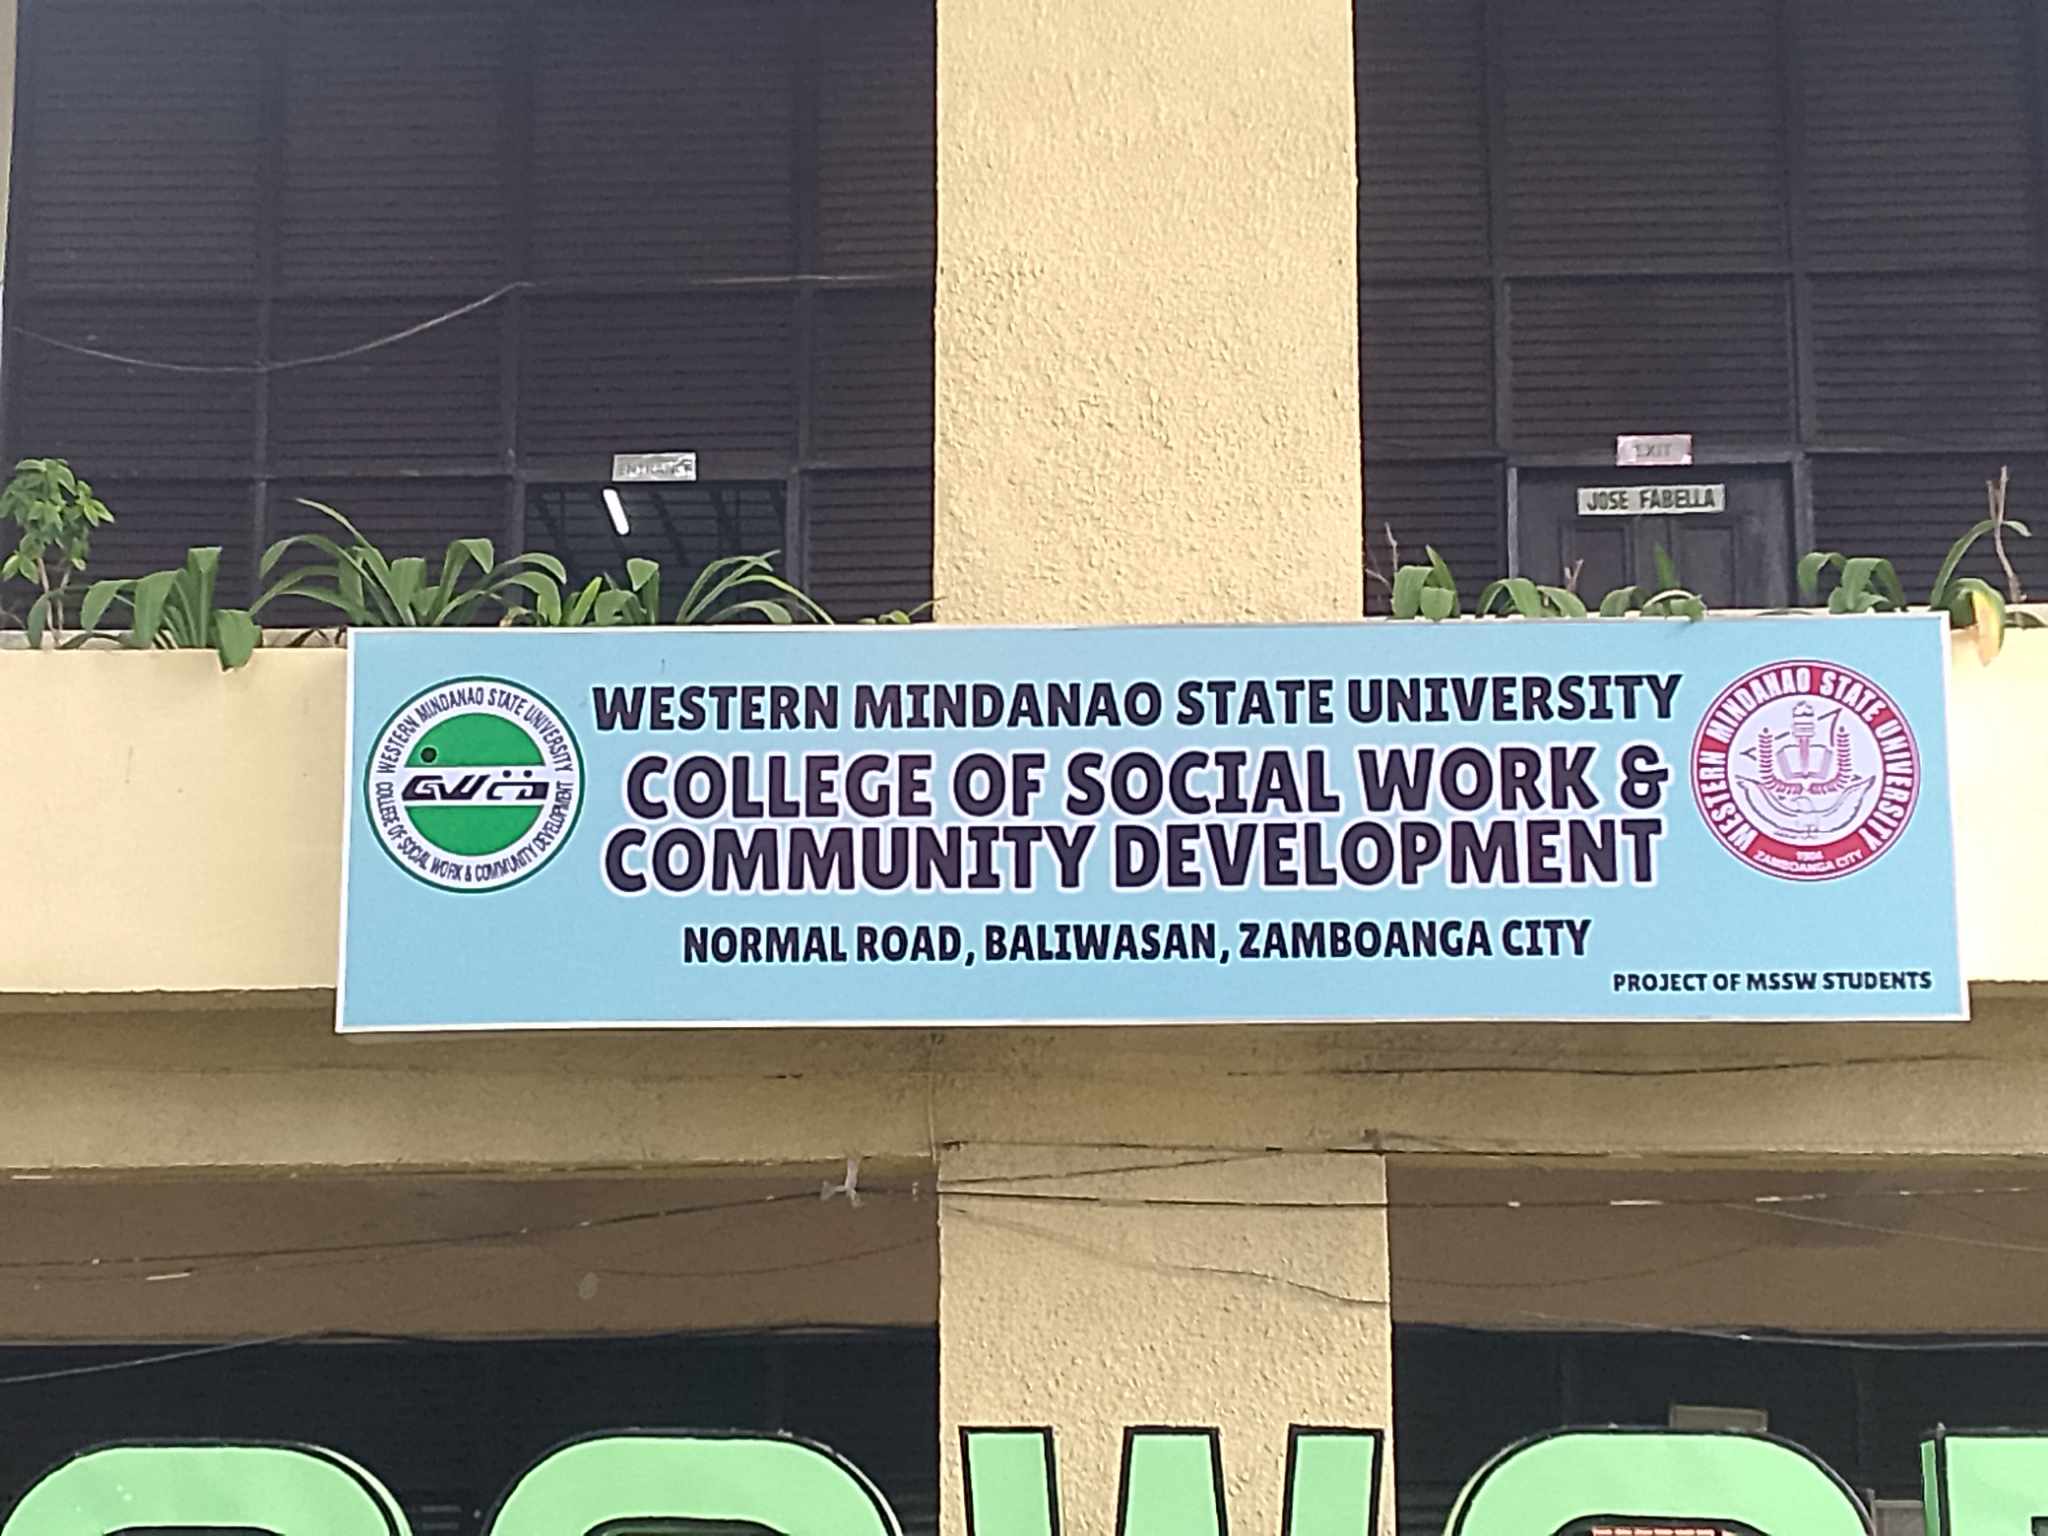 ENTRANCE
EXIT
JOSE FABELLA
WESTERN MINDANAO STATE UNIVERSITY
COLLEGE OF SOCIAL WORK & COMMUNITY DEVELOPMENT
WESTERN MINDANAO STATE UNIVERSITY
COLLEGE OF SOCIAL WORK &
COMMUNITY DEVELOPMENT
NORMAL ROAD, BALIWASAN, ZAMBOANGA CITY
PROJECT OF MSSW STUDENTS
WESTERN MINDANAO STATE UNIVERSITY
1904
ZAMBOANGA CITY